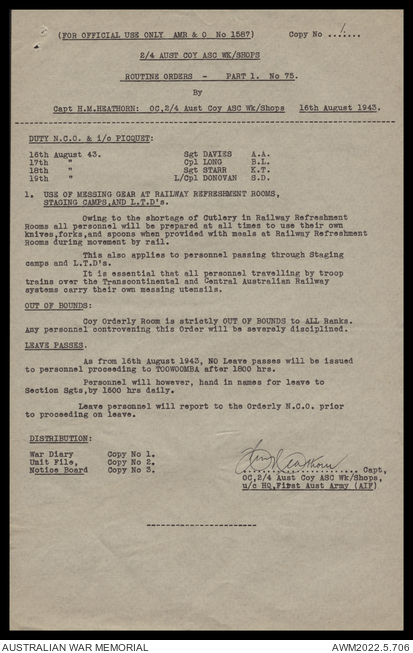 (FOR OFFICIAL USE ONLY AMR & O No 1587) Copy No ..1....
2/4 AUST COY ASC WK/SHOPS
ROUTINE ORDERS - PART 1. No 75.
By
Capt H.M.HEATHORN: OC,2/4 Aust Coy ASC Wk/Shops 16th August 1943.
DUTY N.C.O. & i/c PICQUET:
16th August 43. Sgt DAVIES A.A.
17th " Cpl LONG B.L.
18th " Sgt STARR K.T.
19th " L/Cpl DONOVAN S.D.
1. USE OF MESSING GEAR AT RAILWAY REFRESHMENT ROOMS,
STAGING CAMPS,AND L.T.D's.
Owing to the shortage of Cutlery in Railway Refreshment
Rooms all personnel will be prepared at all times to use their own
knives,forks,and spoons when provided with meals at Railway Refreshment
Rooms during movement by rail.
This also applies to personnel passing through Staging
camps and L.T.D's.
It is essential that all personnel travelling by troop
trains over the Transcontinental and Central Australian Railway
systems carry their own messing utensils.
OUT OF BOUNDS:
Coy Orderly Room is strictly OUT OF BOUNDS to ALL Ranks.
Any personnel controvening this Order will be severely disciplined.
LEAVE PASSES.
As from 16th August 1943, NO Leave passes will be issued
to personnel proceeding to TOOWOOMBA after 1800 hrs.
Personnel will however, hand in names for leave to
Section Sgts,by 1600 hrs daily.
Leave personnel will report to the Orderly N.C.O. prior
to proceeding on leave.
DISTRIBUTION:
War Diary Copy No 1.
Unit File, Copy No 2.
Notice Board Copy No 3.
Heathorn
...................... Capt,
OC,2/4 Aust Coy ASC Wk/Shops,
u/c HQ,First Aust Army (AIF)
AUSTRALIAN WAR MEMORIAL AWM2022.5.706